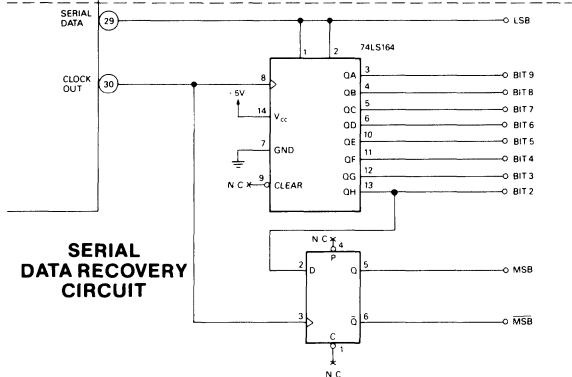 SERIAL
DATA
29
LSB
1
2
74LS164
CLOCK
OUT
30
8
QA
3
BIT 9
+5V
QB
4
BIT 8
14
VCC
QC
5
BIT 7
QD
6
BIT 6
7
GND
QE
10
BIT 5
QF
11
BIT 4
NC
9
CLEAR
QG
12
BIT 3
QH
13
BIT 2
SERIAL
DATA RECOVERY
CIRCUIT
NC
4
P
2
D
Q
5
MSB
3
Q̅
6
M̅S̅B̅
C
1
NC